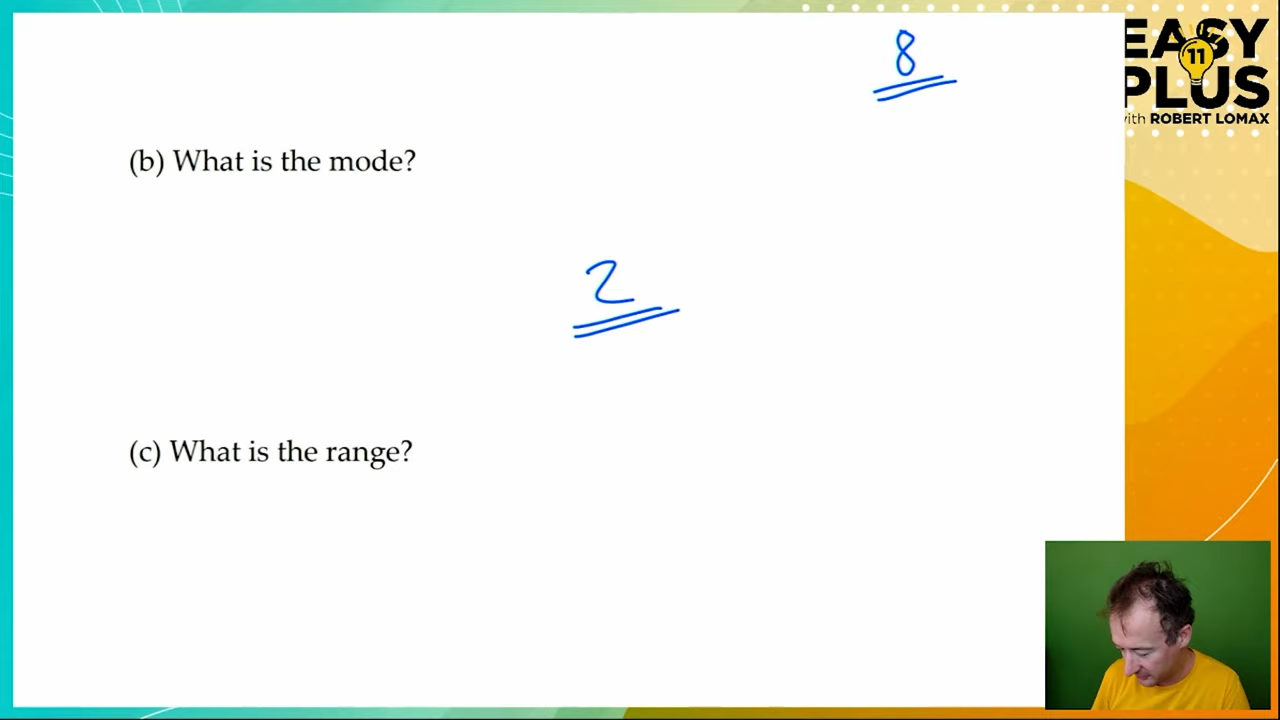 8
EASY
11
PLUS
with ROBERT LOMAX
(b) What is the mode?
2
(c) What is the range?